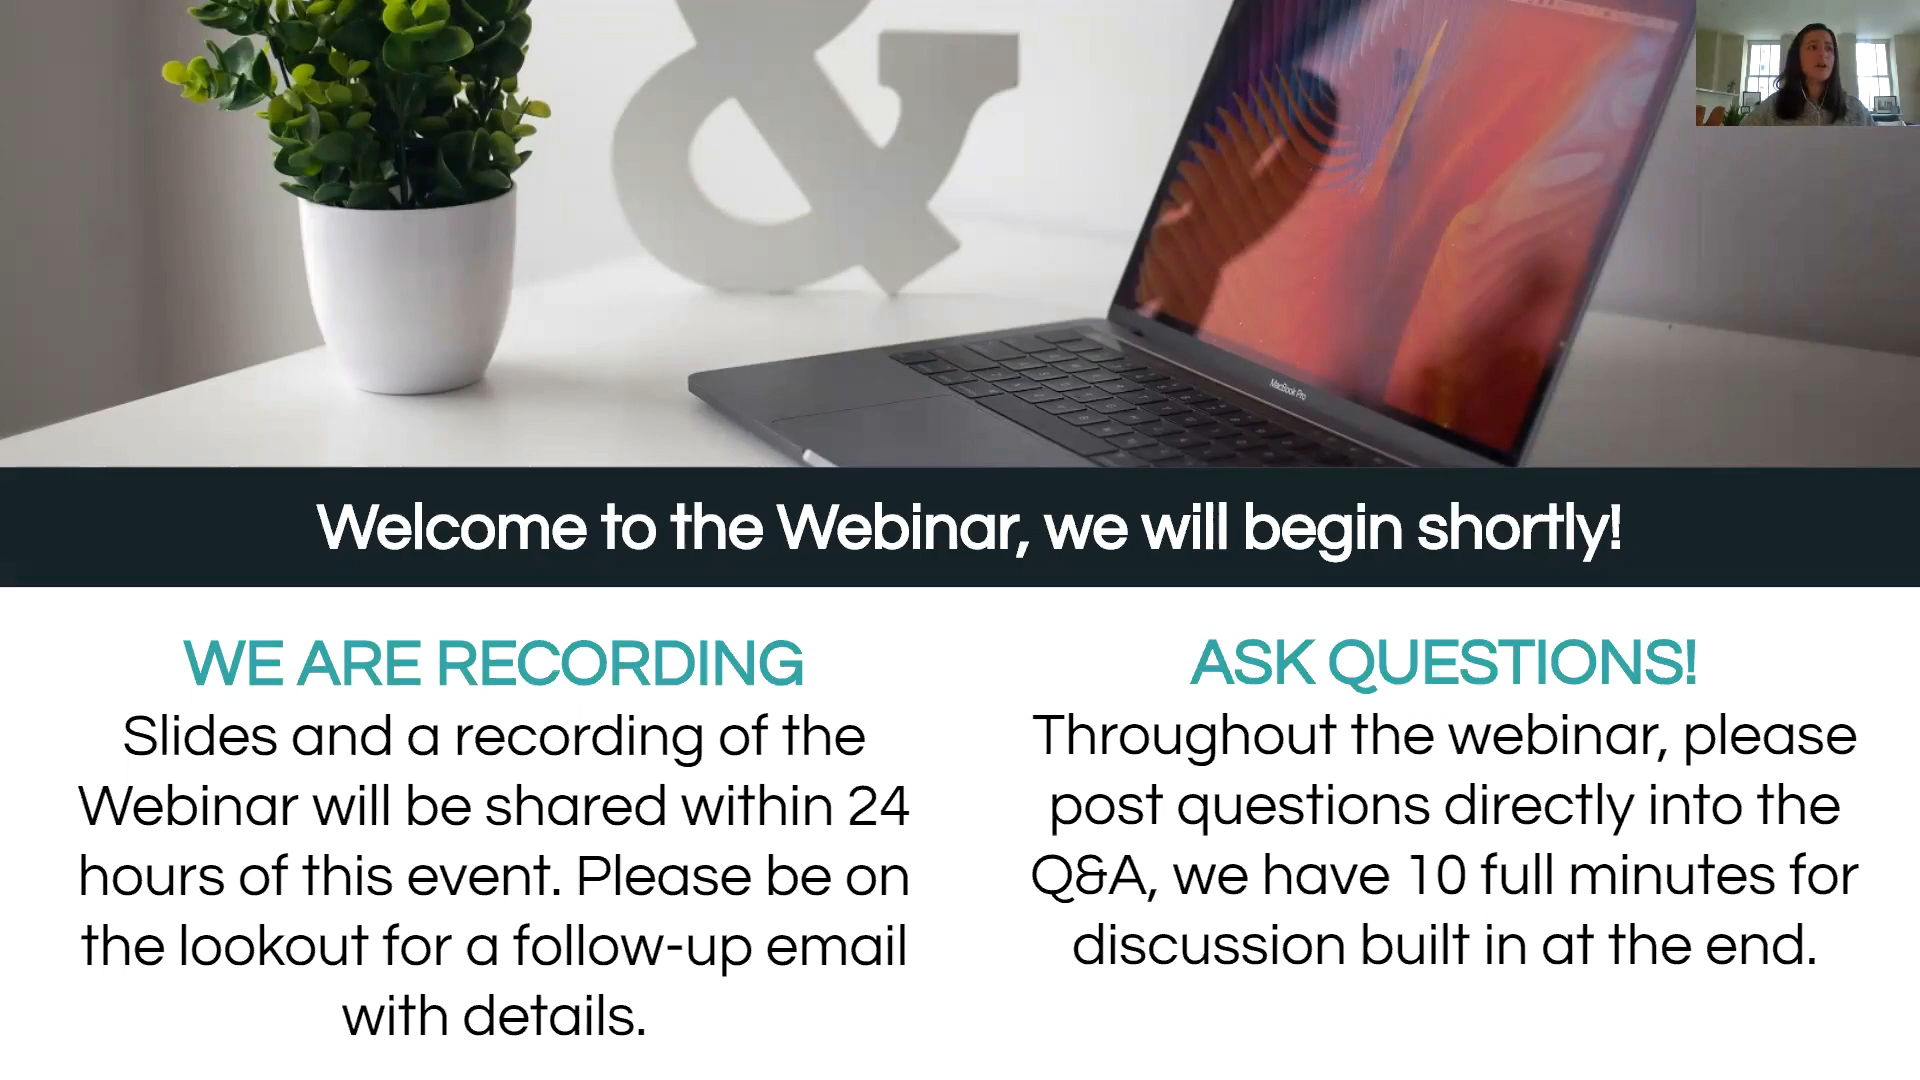 &
MacBook Pro
Welcome to the Webinar, we will begin shortly!
WE ARE RECORDING
Slides and a recording of the
Webinar will be shared within 24
hours of this event. Please be on
the lookout for a follow-up email
with details.
ASK QUESTIONS!
Throughout the webinar, please
post questions directly into the
Q&A, we have 10 full minutes for
discussion built in at the end.